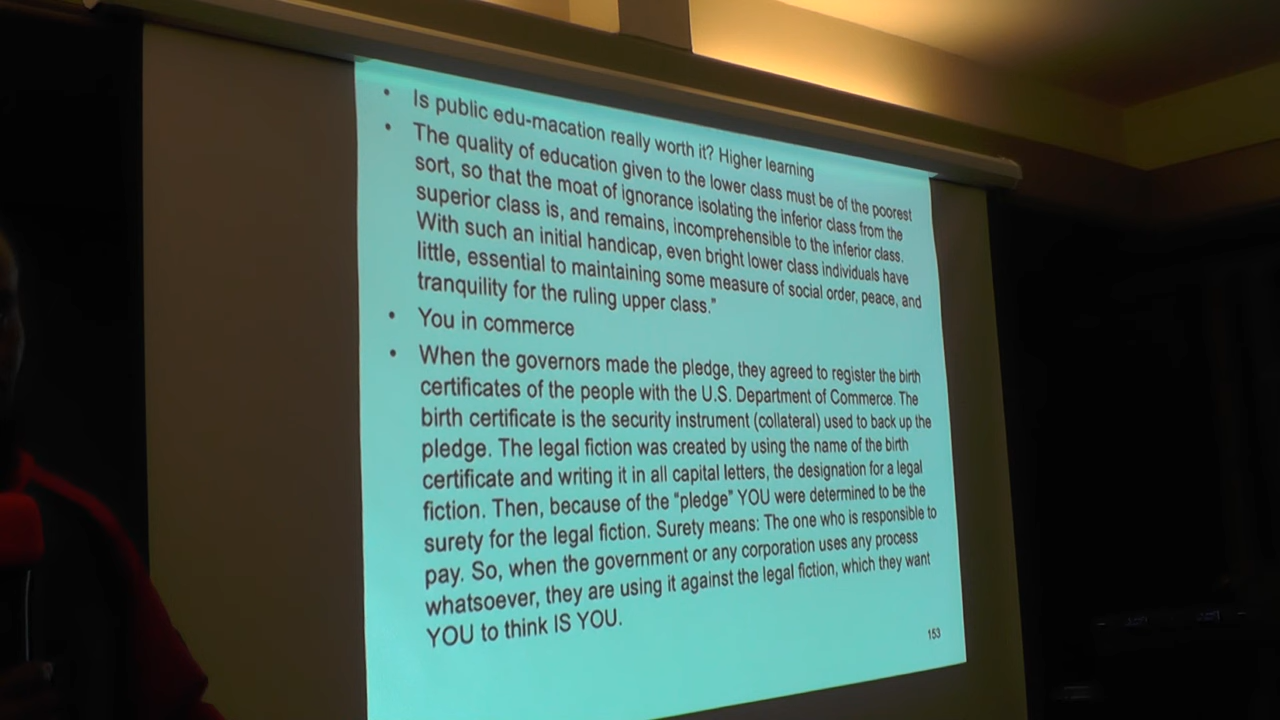 • Is public edu-macation really worth it? Higher learning
• The quality of education given to the lower class must be of the poorest
sort, so that the moat of ignorance isolating the inferior class from the
superior class is, and remains, incomprehensible to the inferior class.
With such an initial handicap, even bright lower class individuals have
little, essential to maintaining some measure of social order, peace, and
tranquility for the ruling upper class."
• You in commerce
• When the governors made the pledge, they agreed to register the birth
certificates of the people with the U.S. Department of Commerce. The
birth certificate is the security instrument (collateral) used to back up the
pledge. The legal fiction was created by using the name of the birth
certificate and writing it in all capital letters, the designation for a legal
fiction. Then, because of the "pledge" YOU were determined to be the
surety for the legal fiction. Surety means: The one who is responsible to
pay. So, when the government or any corporation uses any process
whatsoever, they are using it against the legal fiction, which they want
YOU to think IS YOU.
153